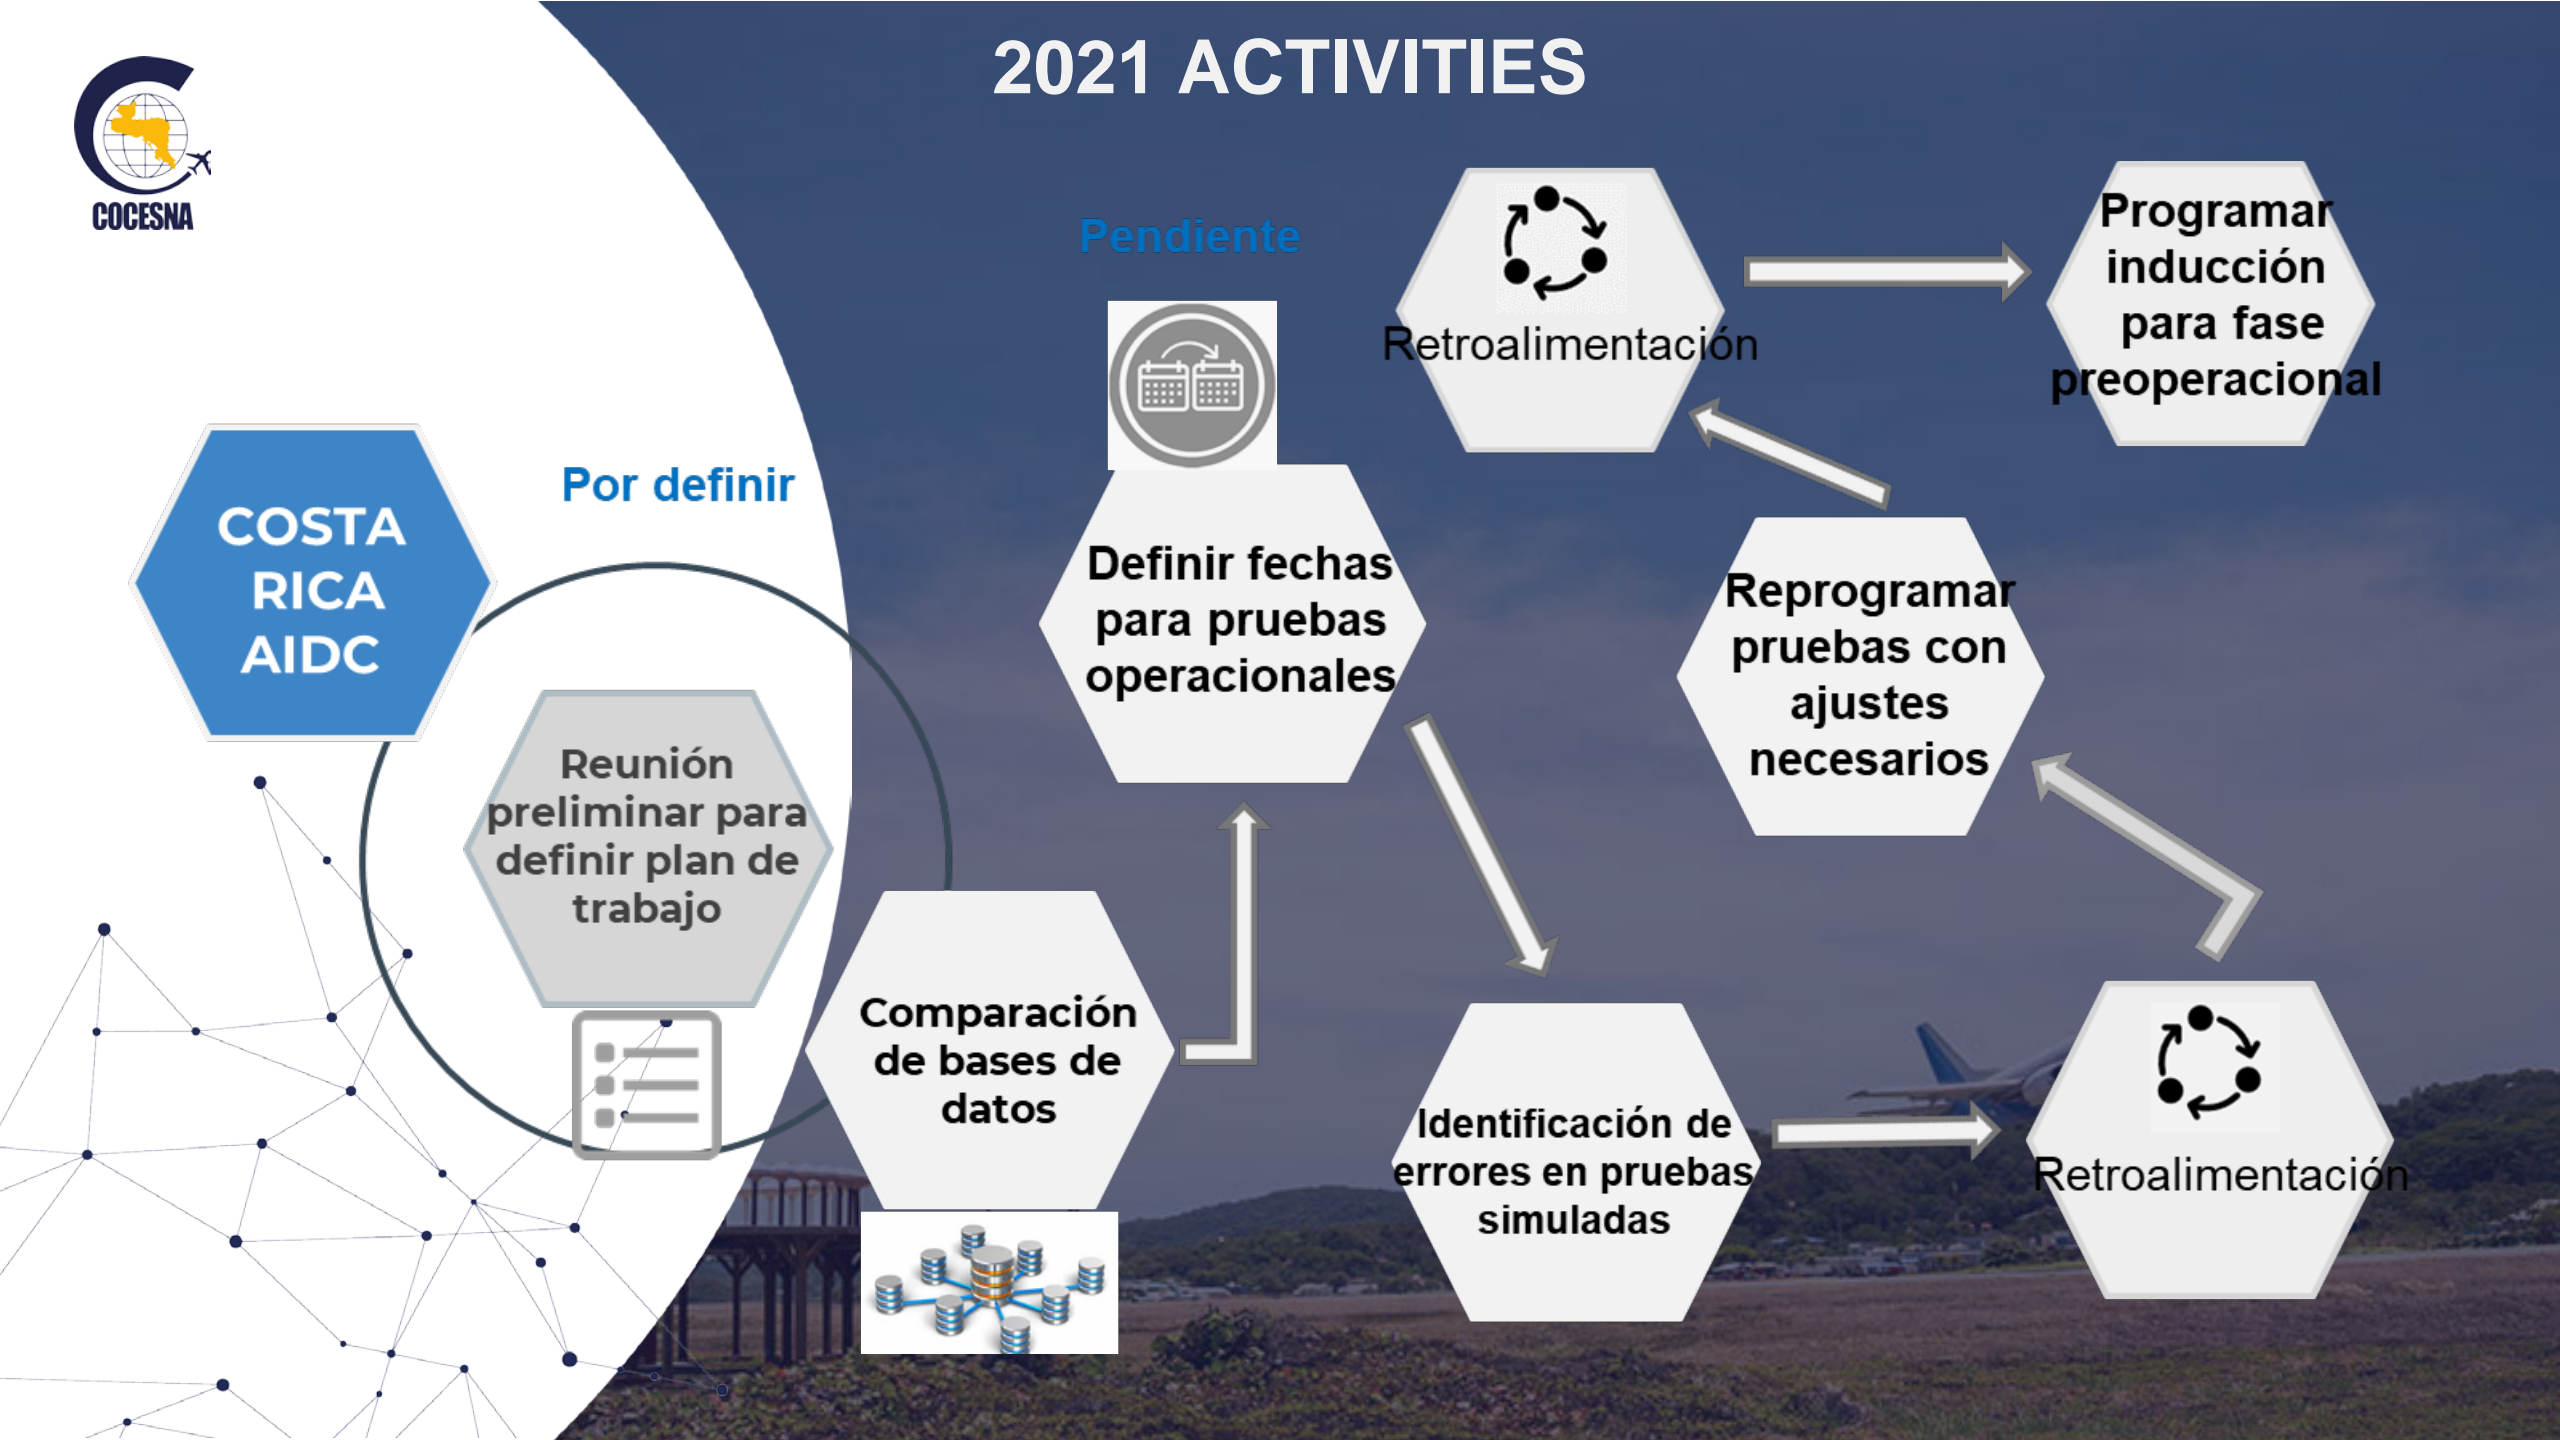 2021 ACTIVITIES
COCESNA
COSTA
RICA
AIDC
Por definir
Reunión
preliminar para
definir plan de
trabajo
Comparación
de bases de
datos
Pendiente
Definir fechas
para pruebas
operacionales
Identificación de
errores en pruebas
simuladas
Retroalimentación
Reprogramar
pruebas con
ajustes
necesarios
Retroalimentación
Programar
inducción
para fase
preoperacional